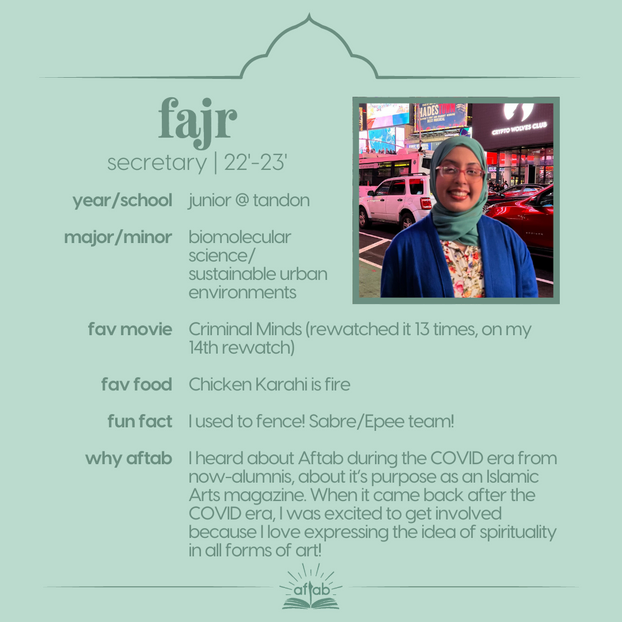 fajr
secretary | 22'-23'
year/school junior @ tandon
major/minor biomolecular
science/
sustainable urban
environments
fav movie Criminal Minds (rewatched it 13 times, on my
14th rewatch)
fav food Chicken Karahi is fire
fun fact I used to fence! Sabre/Epee team!
why aftab I heard about Aftab during the COVID era from
now-alumnis, about it's purpose as an Islamic
Arts magazine. When it came back after the
COVID era, I was excited to get involved
because I love expressing the idea of spirituality
in all forms of art!
aftab
CRYPTO WOLVES CLUB